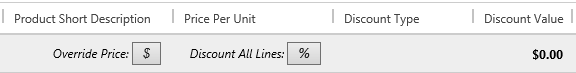 Product Short Description Price Per Unit Discount Type Discount Value
Override Price: $ Discount All Lines: % $0.00